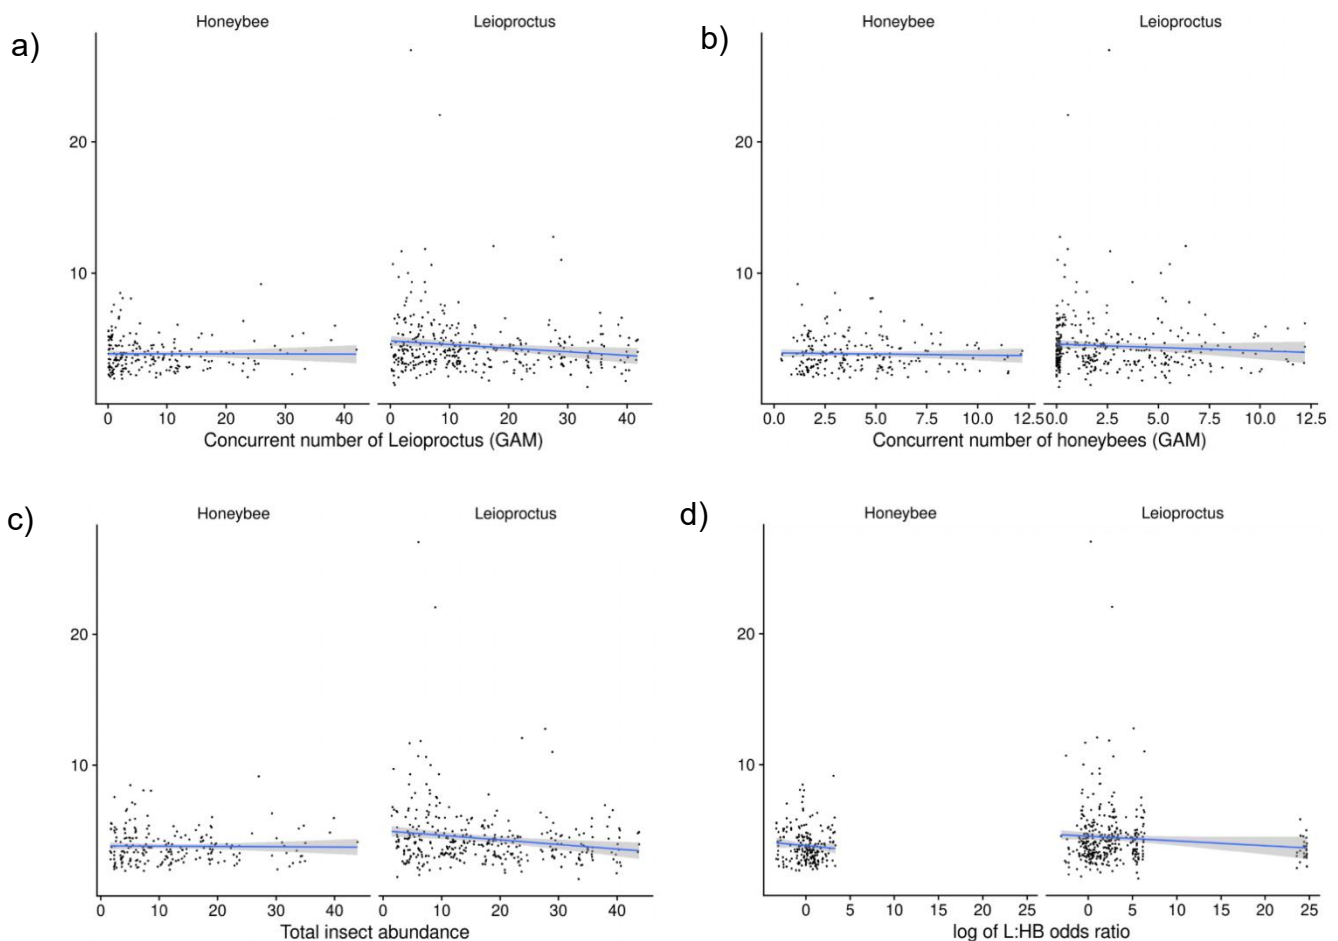 a)
Honeybee Leioproctus
20
10
0 10 20 30 40 0 10 20 30 40
Concurrent number of Leioproctus (GAM)
b)
Honeybee Leioproctus
20
10
0.0 2.5 5.0 7.5 10.0 12.5 0.0 2.5 5.0 7.5 10.0 12.5
Concurrent number of honeybees (GAM)
c)
Honeybee Leioproctus
20
10
0 10 20 30 40 0 10 20 30 40
Total insect abundance
d)
Honeybee Leioproctus
20
10
0 5 10 15 20 25 0 5 10 15 20 25
log of L:HB odds ratio